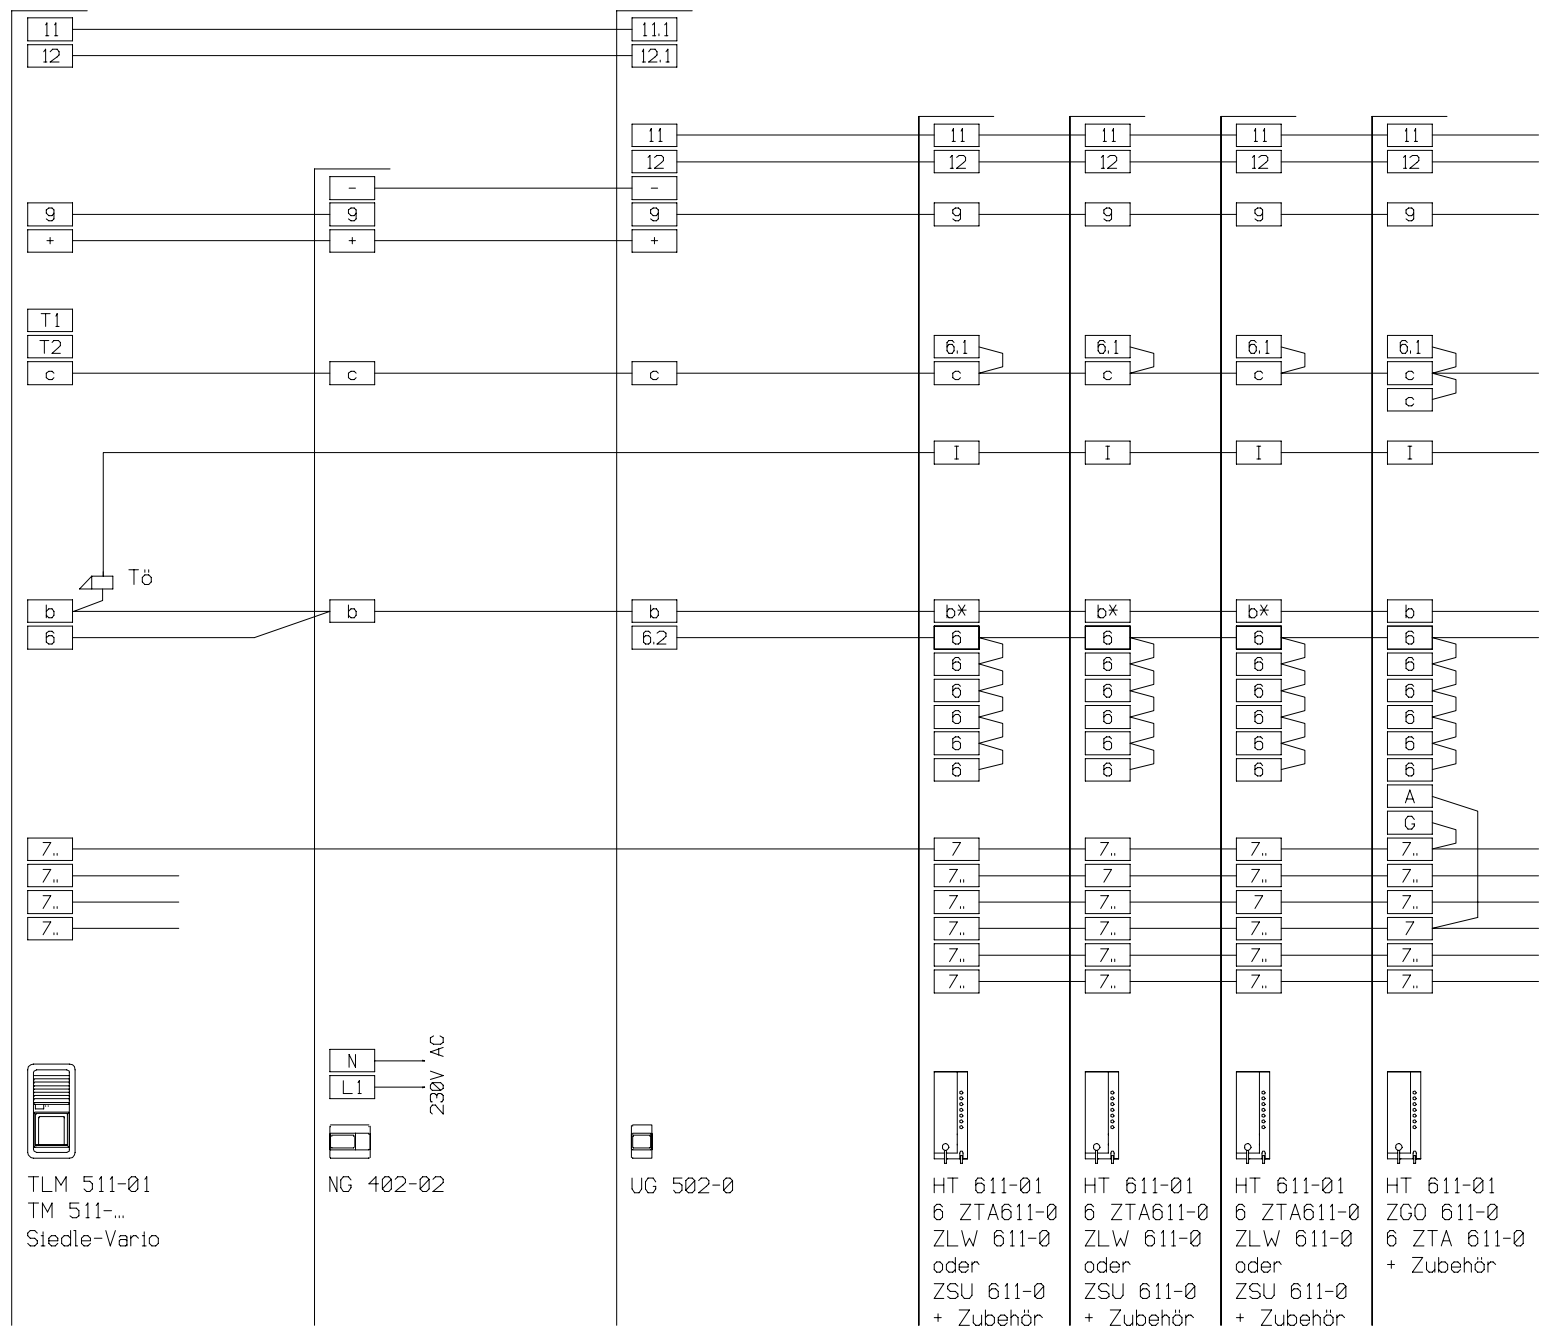 11 11.1
12 12.1
11 11 11 11 11
12 12 12 12 12
- -
9 9 9 9 9 9 9
+ + +
T1
T2 6.1 6.1 6.1 6.1
c c c c c c c
c
I I I I
Tö
b b b b* b* b* b
6 6.2 6 6 6 6
6 6 6 6
6 6 6 6
6 6 6 6
6 6 6 6
6 6 6 6
A
G
7.. 7 7.. 7.. 7..
7.. 7.. 7 7.. 7..
7.. 7.. 7.. 7 7..
7.. 7.. 7.. 7.. 7
7.. 7.. 7.. 7..
7.. 7.. 7.. 7..
N
L1
230V AC
TLM 511-01
TM 511-...
Siedle-Vario
NG 402-02
UG 502-0
HT 611-01
6 ZTA611-0
ZLW 611-0
oder
ZSU 611-0
+ Zubehör
HT 611-01
6 ZTA611-0
ZLW 611-0
oder
ZSU 611-0
+ Zubehör
HT 611-01
6 ZTA611-0
ZLW 611-0
oder
ZSU 611-0
+ Zubehör
HT 611-01
ZGO 611-0
6 ZTA 611-0
+ Zubehör